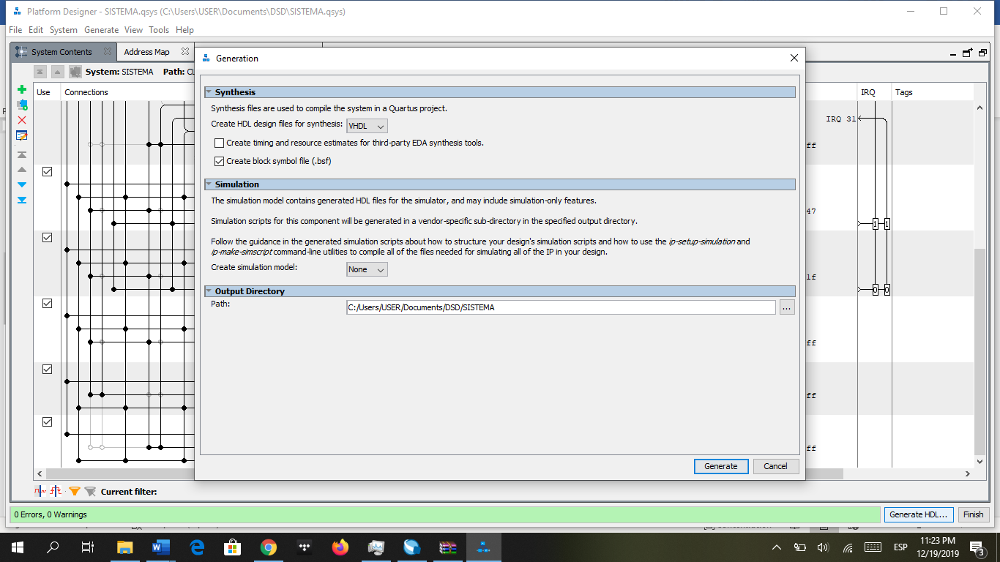 Platform Designer - SISTEMA.qsys (C:\Users\USER\Documents\DSD\SISTEMA.qsys)
File Edit System Generate View Tools Help
System Contents Address Map
System: SISTEMA Path:
Use Connections IRQ Tags
Generation
Synthesis
Synthesis files are used to compile the system in a Quartus project.
Create HDL design files for synthesis: VHDL
Create timing and resource estimates for third-party EDA synthesis tools.
Create block symbol file (.bsf)
Simulation
The simulation model contains generated HDL files for the simulator, and may include simulation-only features.
Simulation scripts for this component will be generated in a vendor-specific sub-directory in the specified output directory.
Follow the guidance in the generated simulation scripts about how to structure your design's simulation scripts and how to use the ip-setup-simulation and
ip-make-simscript command-line utilities to compile all of the files needed for simulating all of the IP in your design.
Create simulation model: None
Output Directory
Path: C:/Users/USER/Documents/DSD/SISTEMA ...
Generate Cancel
IRQ 31
ff
47
1 1
1f
0 0
ff
ff
ff
Current filter:
0 Errors, 0 Warnings
Generate HDL... Finish
ESP
11:23 PM
12/19/2019
3